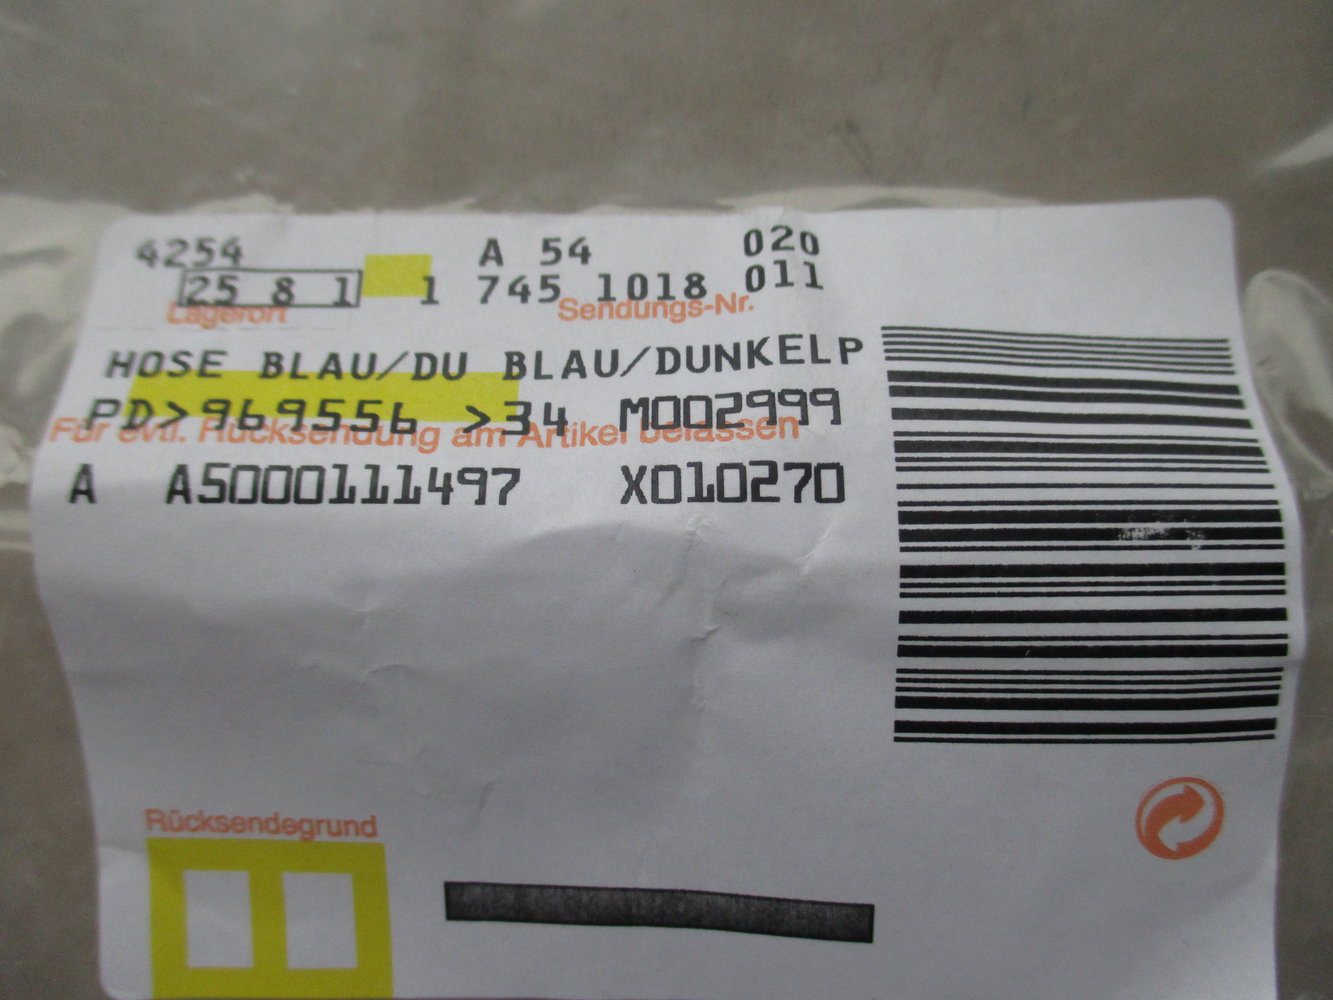 4254 A 54 020
25 8 1 1 745 1018 011
Lagerort Sendungs-Nr.
HOSE BLAU/DU BLAU/DUNKELP
PD>969556 >34 M002999
Für evtl. Rücksendung am Artikel belassen
A A5000111497 X010270
Rücksendegrund